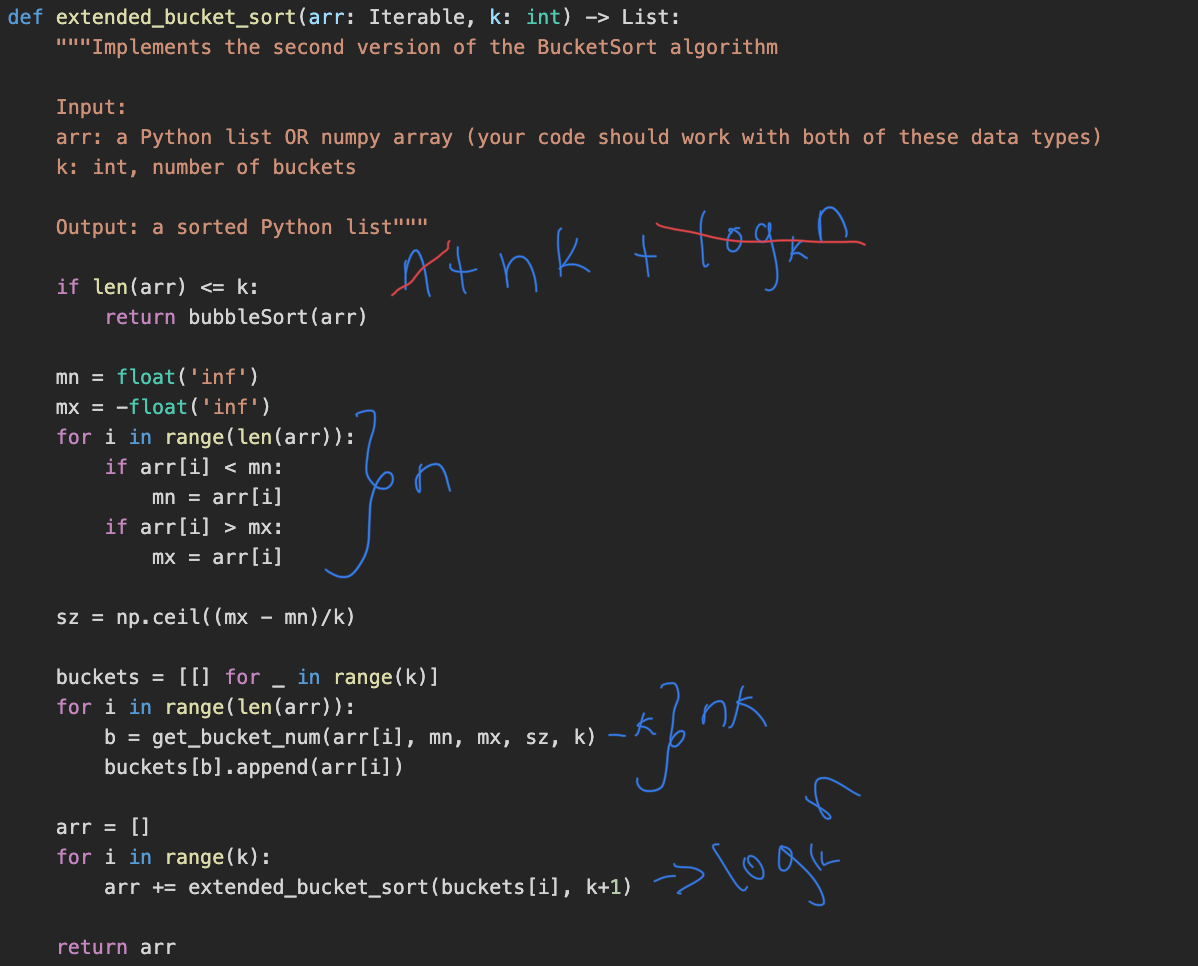 def extended_bucket_sort(arr: Iterable, k: int) -> List:
    """Implements the second version of the BucketSort algorithm
    Input:
    arr: a Python list OR numpy array (your code should work with both of these data types)
    k: int, number of buckets
    Output: a sorted Python list"""
n + nk + log_k n
    if len(arr) <= k:
        return bubbleSort(arr)
    mn = float('inf')
    mx = -float('inf')
    for i in range(len(arr)):
        if arr[i] < mn:
            mn = arr[i]
n
        if arr[i] > mx:
            mx = arr[i]
    sz = np.ceil((mx - mn)/k)
    buckets = [[] for _ in range(k)]
    for i in range(len(arr)):
        b = get_bucket_num(arr[i], mn, mx, sz, k) - k } nk
        buckets[b].append(arr[i])
    arr = []
    for i in range(k):
        arr += extended_bucket_sort(buckets[i], k+1) -> log k n
    return arr